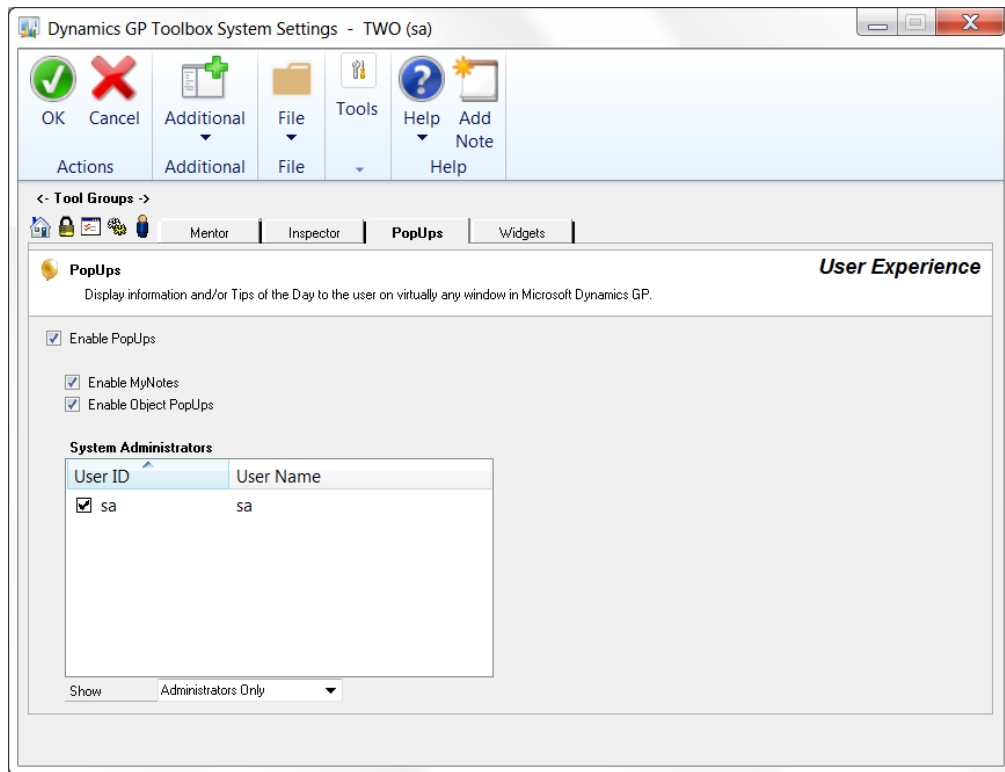 Dynamics GP Toolbox System Settings - TWO (sa)
OK Cancel Additional File Tools Help Add Note
Actions Additional File Help
<- Tool Groups ->
Mentor Inspector PopUps Widgets
PopUps User Experience
Display information and/or Tips of the Day to the user on virtually any window in Microsoft Dynamics GP.
Enable PopUps
Enable MyNotes
Enable Object PopUps
System Administrators
User ID User Name
sa sa
Show Administrators Only